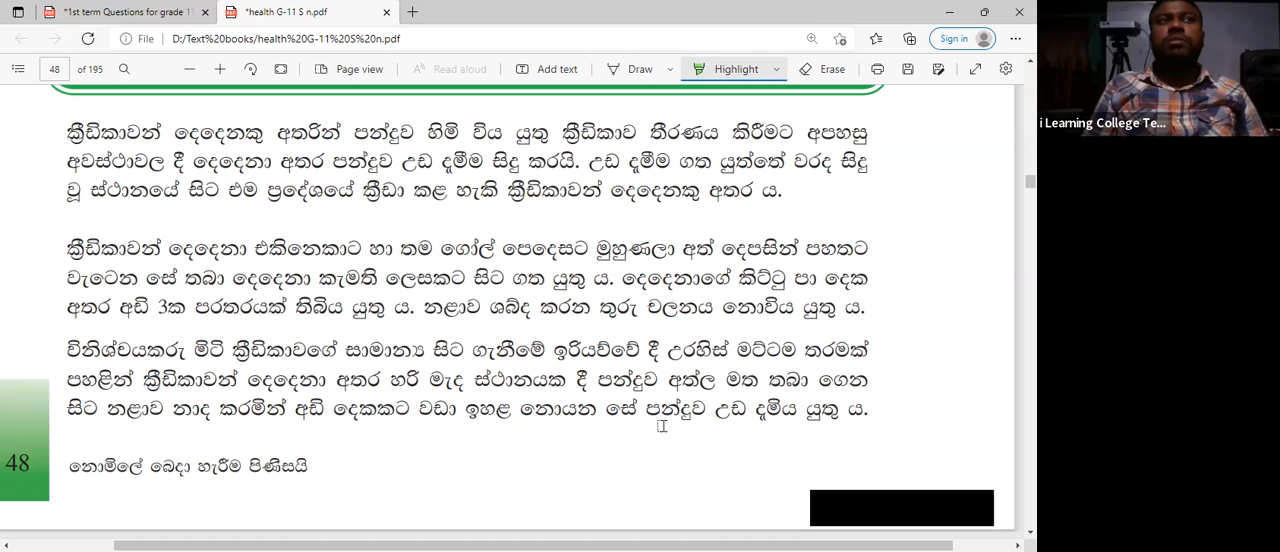 *1st term Questions for grade 1
*health G-11 S n.pdf
File
D:/Text%20books/health%20G-11%20S%20n.pdf
Sign in
48 of 195
Page view
Read aloud
Add text
Draw
Highlight
Erase
i Learning College Te...
ක්‍රීඩිකාවන් දෙදෙනකු අතරින් පන්දුව හිමි විය යුතු ක්‍රීඩිකාව තීරණය කිරීමට අපහසු
අවස්ථාවල දී දෙදෙනා අතර පන්දුව උඩ දැමීම සිදු කරයි. උඩ දැමීම ගත යුත්තේ වරද සිදු
වූ ස්ථානයේ සිට එම ප්‍රදේශයේ ක්‍රීඩා කළ හැකි ක්‍රීඩිකාවන් දෙදෙනකු අතර ය.
ක්‍රීඩිකාවන් දෙදෙනා එකිනෙකාට හා තම ගෝල් පෙදෙසට මුහුණලා අත් දෙපසින් පහතට
වැටෙන සේ තබා දෙදෙනා කැමති ලෙසකට සිට ගත යුතු ය. දෙදෙනාගේ කිට්ටු පා දෙක
අතර අඩි 3ක පරතරයක් තිබිය යුතු ය. නළාව ශබ්ද කරන තුරු චලනය නොවිය යුතු ය.
විනිශ්චයකරු මිටි ක්‍රීඩිකාවගේ සාමාන්‍ය සිට ගැනීමේ ඉරියව්වේ දී උරහිස් මට්ටම තරමක්
පහළින් ක්‍රීඩිකාවන් දෙදෙනා අතර හරි මැද ස්ථානයක දී පන්දුව අත්ල මත තබා ගෙන
සිට නළාව නාද කරමින් අඩි දෙකකට වඩා ඉහළ නොයන සේ පන්දුව උඩ දැමිය යුතු ය.
48
නොමිලේ බෙදා හැරීම පිණිසයි